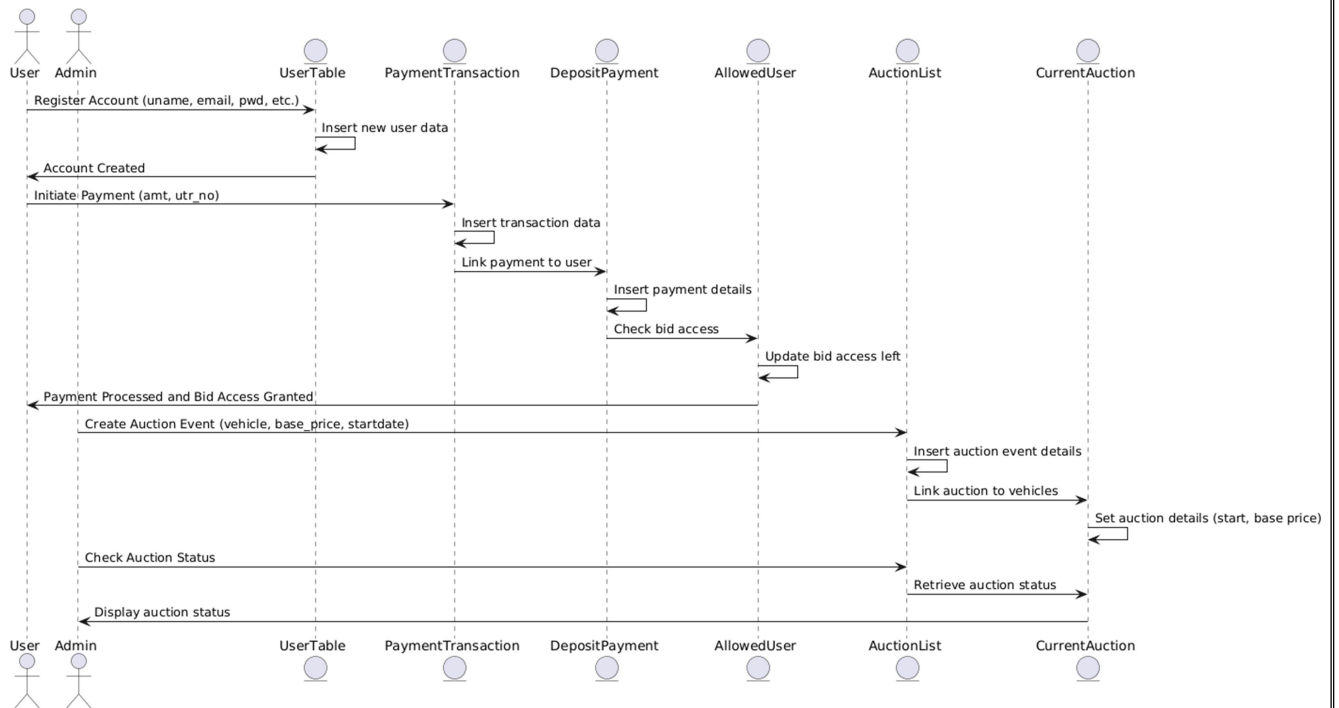 User Admin UserTable PaymentTransaction DepositPayment AllowedUser AuctionList CurrentAuction
Register Account (uname, email, pwd, etc.)
Insert new user data
Account Created
Initiate Payment (amt, utr_no)
Insert transaction data
Link payment to user
Insert payment details
Check bid access
Update bid access left
Payment Processed and Bid Access Granted
Create Auction Event (vehicle, base_price, startdate)
Insert auction event details
Link auction to vehicles
Set auction details (start, base price)
Check Auction Status
Retrieve auction status
Display auction status
User Admin UserTable PaymentTransaction DepositPayment AllowedUser AuctionList CurrentAuction